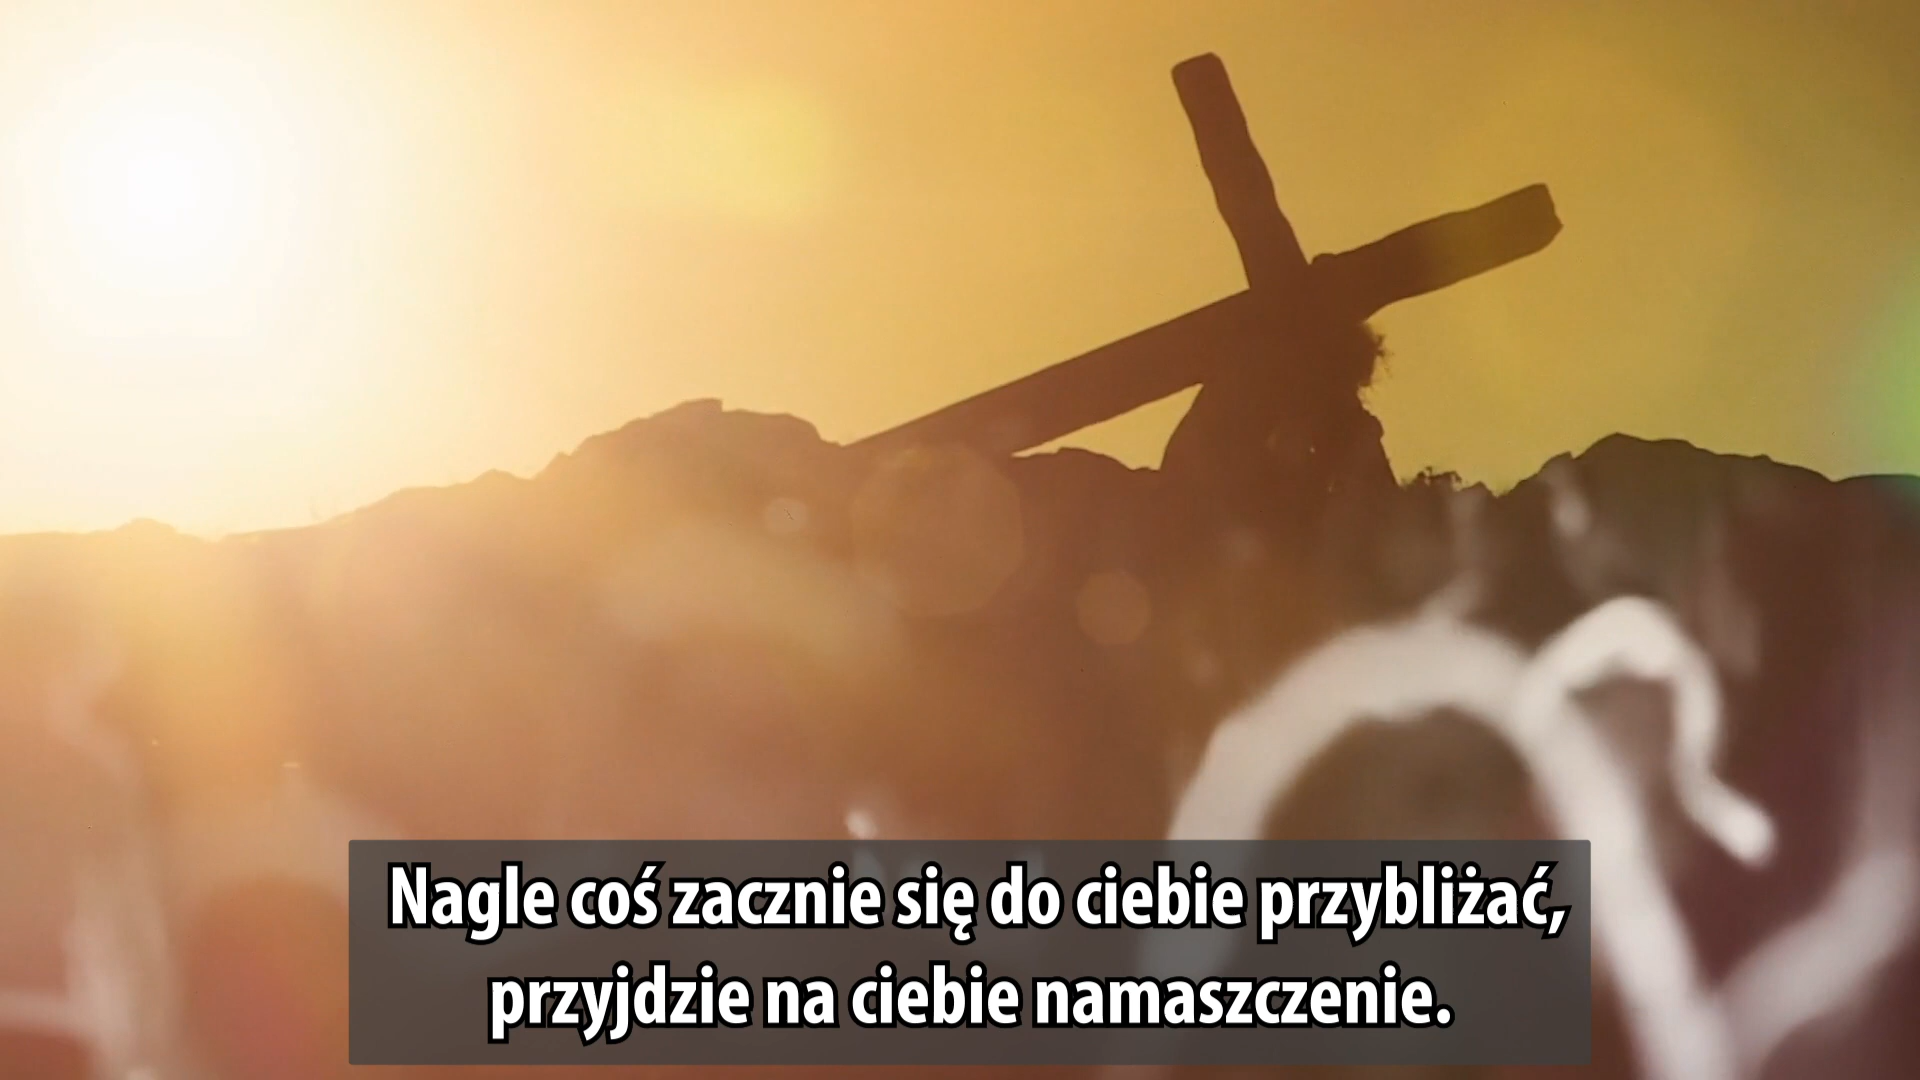 Nagle coś zacznie się do ciebie przybliżać,
przyjdzie na ciebie namaszczenie.